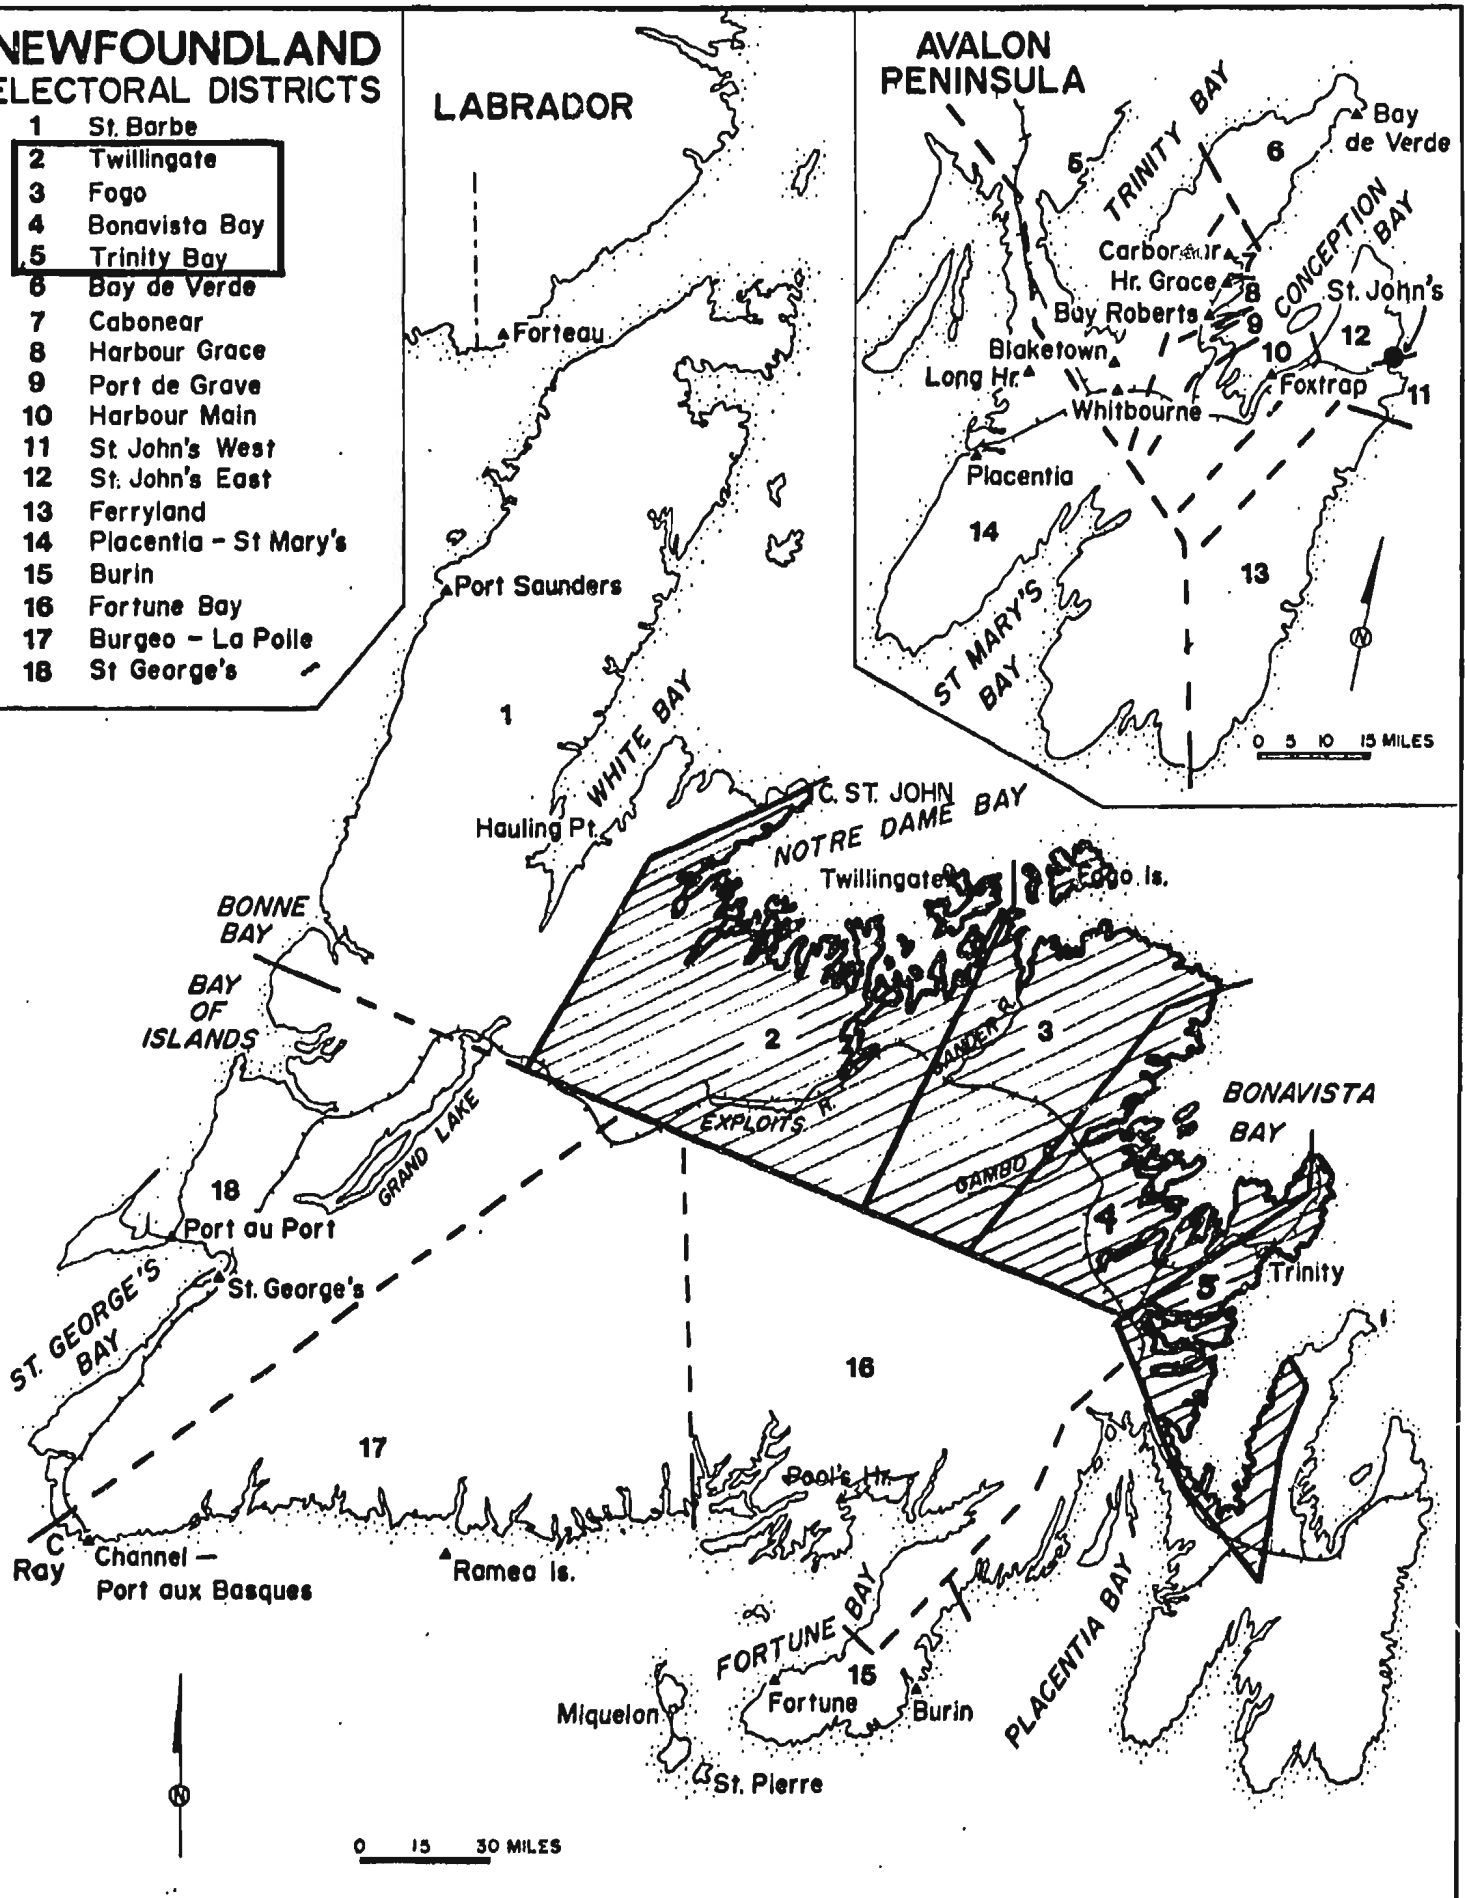 NEWFOUNDLAND
ELECTORAL DISTRICTS
1 St. Barbe
2 Twillingate
3 Fogo
4 Bonavista Bay
5 Trinity Bay
6 Bay de Verde
7 Cabonear
8 Harbour Grace
9 Port de Grave
10 Harbour Main
11 St. John's West
12 St. John's East
13 Ferryland
14 Placentia - St Mary's
15 Burin
16 Fortune Bay
17 Burgeo - La Poile
18 St George's
LABRADOR
Forteau
Port Saunders
1
WHITE BAY
Hauling Pt.
C. ST. JOHN
NOTRE DAME BAY
Twillingate
Fogo Is.
BONNE
BAY
BAY
OF
ISLANDS
2
3
GANDER R.
EXPLOITS R.
GAMBO
GRAND LAKE
BONAVISTA
BAY
4
5
Trinity
18
Port au Port
St. George's
ST. GEORGE'S
BAY
16
17
Pool's Hr.
C
Ray
Channel -
Port aux Basques
Ramea Is.
FORTUNE BAY
15
Fortune
Burin
PLACENTIA BAY
Miquelon
St. Pierre
N
0 15 30 MILES
AVALON
PENINSULA
TRINITY BAY
5
6
Bay
de Verde
CONCEPTION
BAY
7
Hr. Grace
8
St. John's
Bay Roberts
9
12
Blaketown
10
Long Hr.
Foxtrap
11
Whitbourne
Placentia
14
13
ST MARY'S
BAY
N
0 5 10 15 MILES